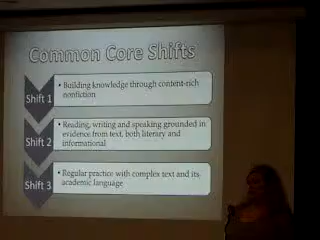 Common Core Shifts
Shift 1
• Building knowledge through content-rich
nonfiction
Shift 2
• Reading, writing and speaking grounded in
evidence from text, both literary and
informational
Shift 3
• Regular practice with complex text and its
academic language